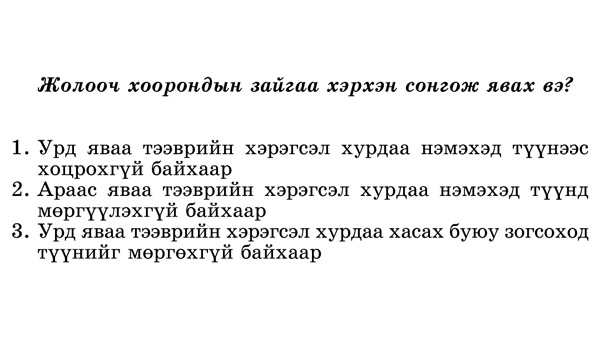 Жолооч хоорондын зайгаа хэрхэн сонгож явах вэ?
1. Урд яваа тээврийн хэрэгсэл хурдаа нэмэхэд түүнээс
хоцрохгүй байхаар
2. Араас яваа тээврийн хэрэгсэл хурдаа нэмэхэд түүнд
мөргүүлэхгүй байхаар
3. Урд яваа тээврийн хэрэгсэл хурдаа хасах буюу зогсоход
түүнийг мөргөхгүй байхаар